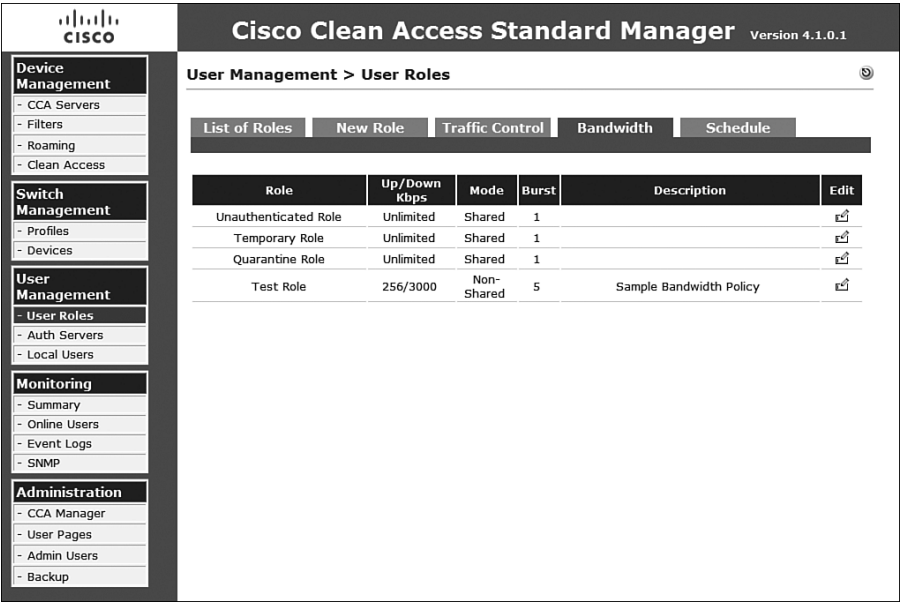 CISCO
Cisco Clean Access Standard Manager Version 4.1.0.1
Device
Management
- CCA Servers
- Filters
- Roaming
- Clean Access
Switch
Management
- Profiles
- Devices
User
Management
- User Roles
- Auth Servers
- Local Users
Monitoring
- Summary
- Online Users
- Event Logs
- SNMP
Administration
- CCA Manager
- User Pages
- Admin Users
- Backup
User Management > User Roles
List of Roles New Role Traffic Control Bandwidth Schedule
Role Up/Down Kbps Mode Burst Description Edit
Unauthenticated Role Unlimited Shared 1
Temporary Role Unlimited Shared 1
Quarantine Role Unlimited Shared 1
Test Role 256/3000 Non-Shared 5 Sample Bandwidth Policy